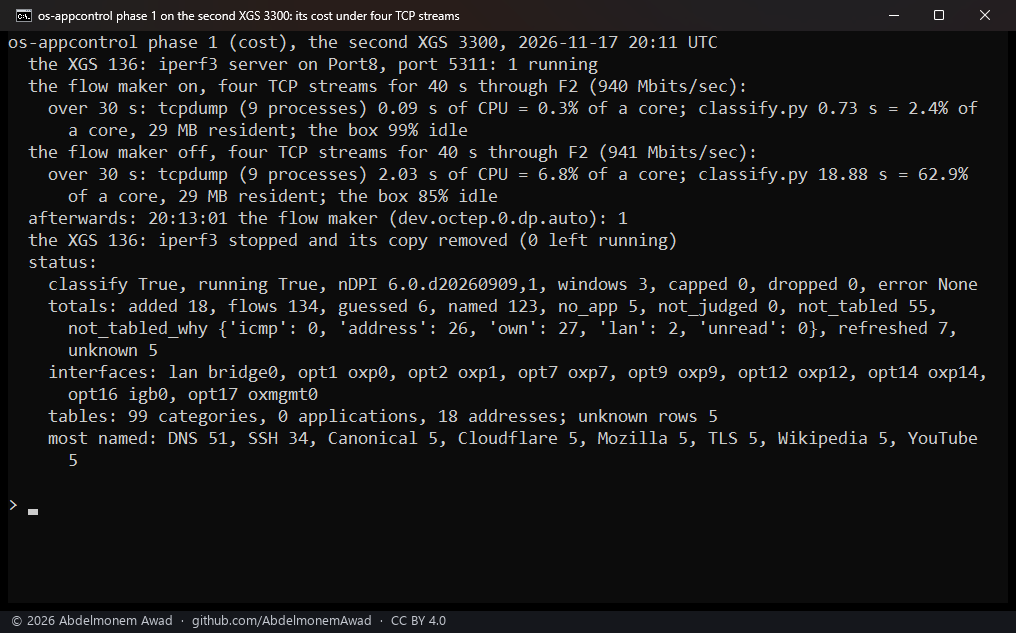 os-appcontrol phase 1 on the second XGS 3300: its cost under four TCP streams
os-appcontrol phase 1 (cost), the second XGS 3300, 2026-11-17 20:11 UTC
the XGS 136: iperf3 server on Port8, port 5311: 1 running
the flow maker on, four TCP streams for 40 s through F2 (940 Mbits/sec):
over 30 s: tcpdump (9 processes) 0.09 s of CPU = 0.3% of a core; classify.py 0.73 s = 2.4% of
a core, 29 MB resident; the box 99% idle
the flow maker off, four TCP streams for 40 s through F2 (941 Mbits/sec):
over 30 s: tcpdump (9 processes) 2.03 s of CPU = 6.8% of a core; classify.py 18.88 s = 62.9%
of a core, 29 MB resident; the box 85% idle
afterwards: 20:13:01 the flow maker (dev.octep.0.dp.auto): 1
the XGS 136: iperf3 stopped and its copy removed (0 left running)
status:
classify True, running True, nDPI 6.0.d20260909,1, windows 3, capped 0, dropped 0, error None
totals: added 18, flows 134, guessed 6, named 123, no_app 5, not_judged 0, not_tabled 55,
not_tabled_why {'icmp': 0, 'address': 26, 'own': 27, 'lan': 2, 'unread': 0}, refreshed 7,
unknown 5
interfaces: lan bridge0, opt1 oxp0, opt2 oxp1, opt7 oxp7, opt9 oxp9, opt12 oxp12, opt14 oxp14,
opt16 igb0, opt17 oxmgmt0
tables: 99 categories, 0 applications, 18 addresses; unknown rows 5
most named: DNS 51, SSH 34, Canonical 5, Cloudflare 5, Mozilla 5, TLS 5, Wikipedia 5, YouTube
5
>
© 2026 Abdelmonem Awad · github.com/AbdelmonemAwad · CC BY 4.0